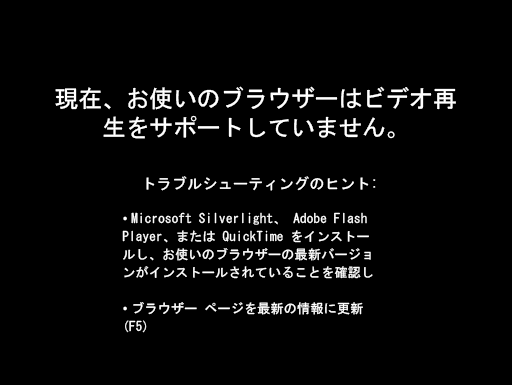 現在、お使いのブラウザーはビデオ再
生をサポートしていません。
トラブルシューティングのヒント:
•Microsoft Silverlight、 Adobe Flash
Player、または QuickTime をインストー
ルし、お使いのブラウザーの最新バージョ
ンがインストールされていることを確認し
•ブラウザー ページを最新の情報に更新
(F5)